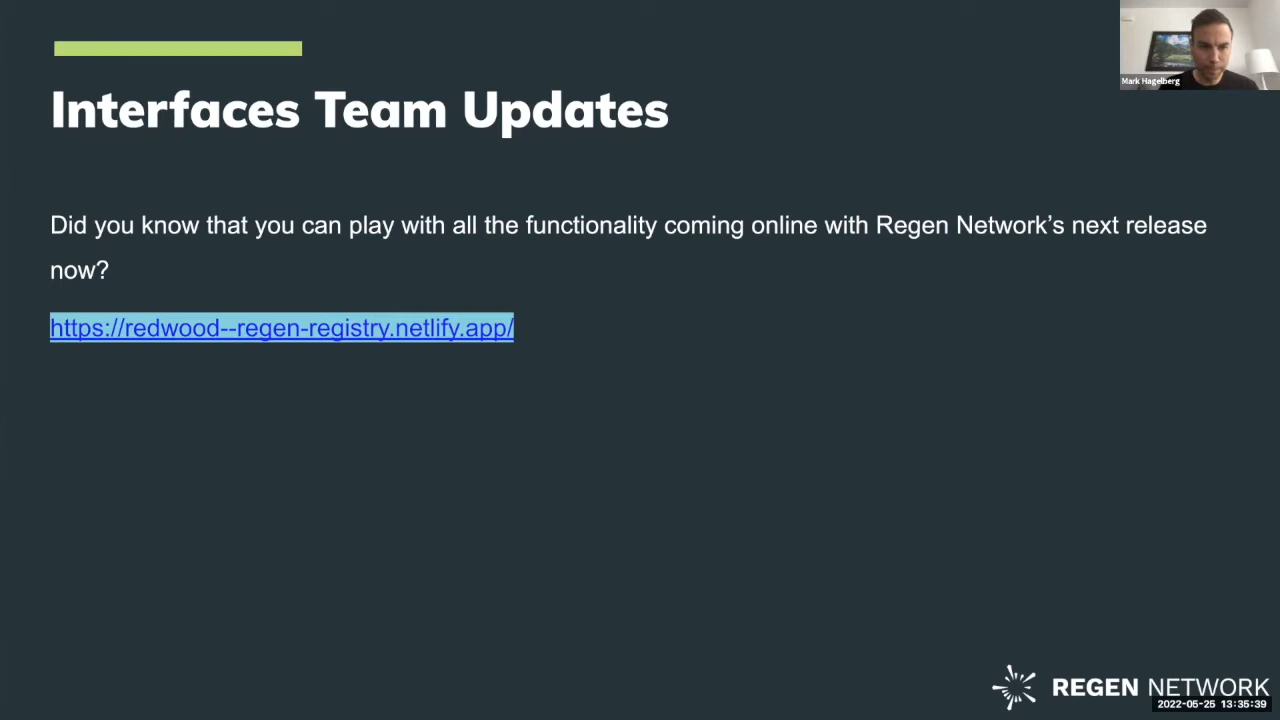 Mark Hagelberg
Interfaces Team Updates
Did you know that you can play with all the functionality coming online with Regen Network’s next release
now?
https://redwood--regen-registry.netlify.app/
REGEN NETWORK
2022-05-25 13:35:39